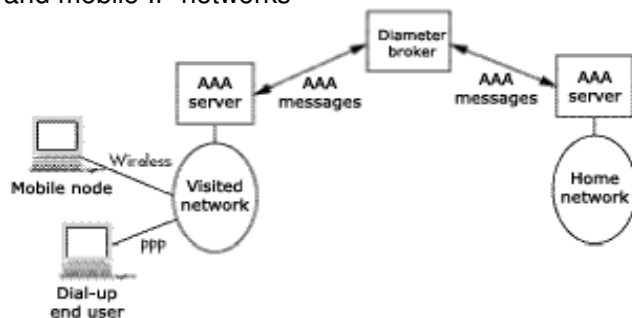 and mobile IP networks
Diameter
broker
AAA
server
AAA
messages
AAA
messages
AAA
server
Wireless
Mobile node
Visited
network
Home
network
PPP
Dial-up
end user